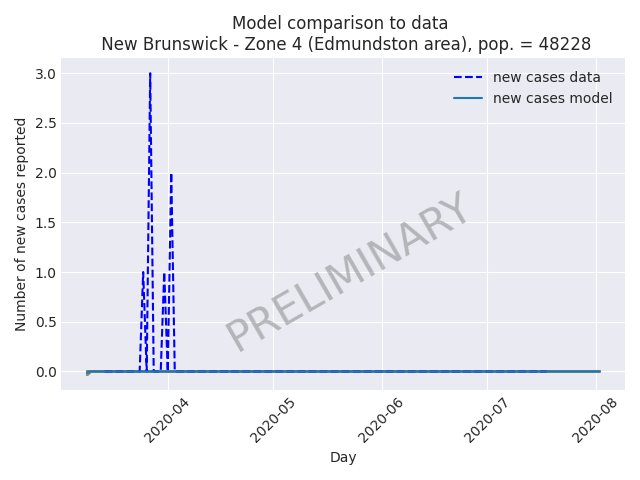 Model comparison to data
New Brunswick - Zone 4 (Edmundston area), pop. = 48228
new cases data
new cases model
3.0
2.5
2.0
1.5
1.0
0.5
0.0
Number of new cases reported
PRELIMINARY
2020-04
2020-05
2020-06
2020-07
2020-08
Day